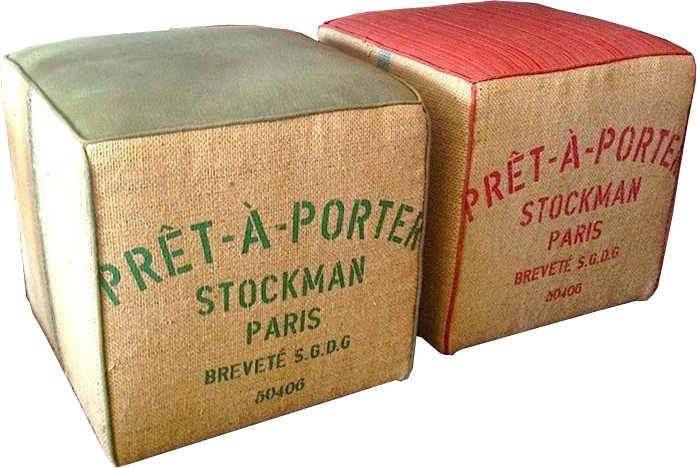 PRÊT-À-PORTER
STOCKMAN
PARIS
BREVETÉ S.G.D.G
50406
PRÊT-À-PORTER
STOCKMAN
PARIS
BREVETÉ S.G.D.G
50406